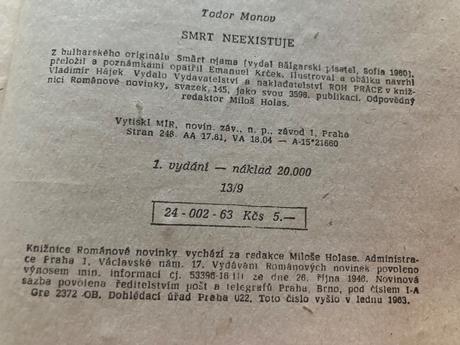 Todor Monov
SMRT NEEXISTUJE
Z bulharského originálu Smărt njama [vydal Bălgarski pisatel, Sofia 1960].
přeložil a poznámkami opatřil Emanuel Krček. Ilustroval a obálku navrhl
Vladimír Hájek. Vydalo Vydavatelství a nakladatelství ROH PRÁCE v kniž-
nici Románové novinky, svazek 145, jako svou 3598. publikaci. Odpovědný
redaktor Miloš Holas.
Vytiskl MÍR, novin. záv., n. p., závod 1, Praha
Stran 248. AA 17.81, VA 18.04 — A-15*21660
1. vydání — náklad 20.000
13/9
24 - 002 - 63 Kčs 5.—
Knižnice Románové novinky vychází za redakce Miloše Holase. Administra-
ce Praha 1, Václavské nám. 17. Vydávání Románových novinek povoleno
výnosem min. informací čj. 53396-16 III ze dne 26. října 1946. Novinová
sazba povolena ředitelstvím pošt a telegrafů Praha, Brno, pod číslem I-A
Gre 2372 -OB. Dohlédací úřad Praha 022. Toto číslo vyšlo v lednu 1963.